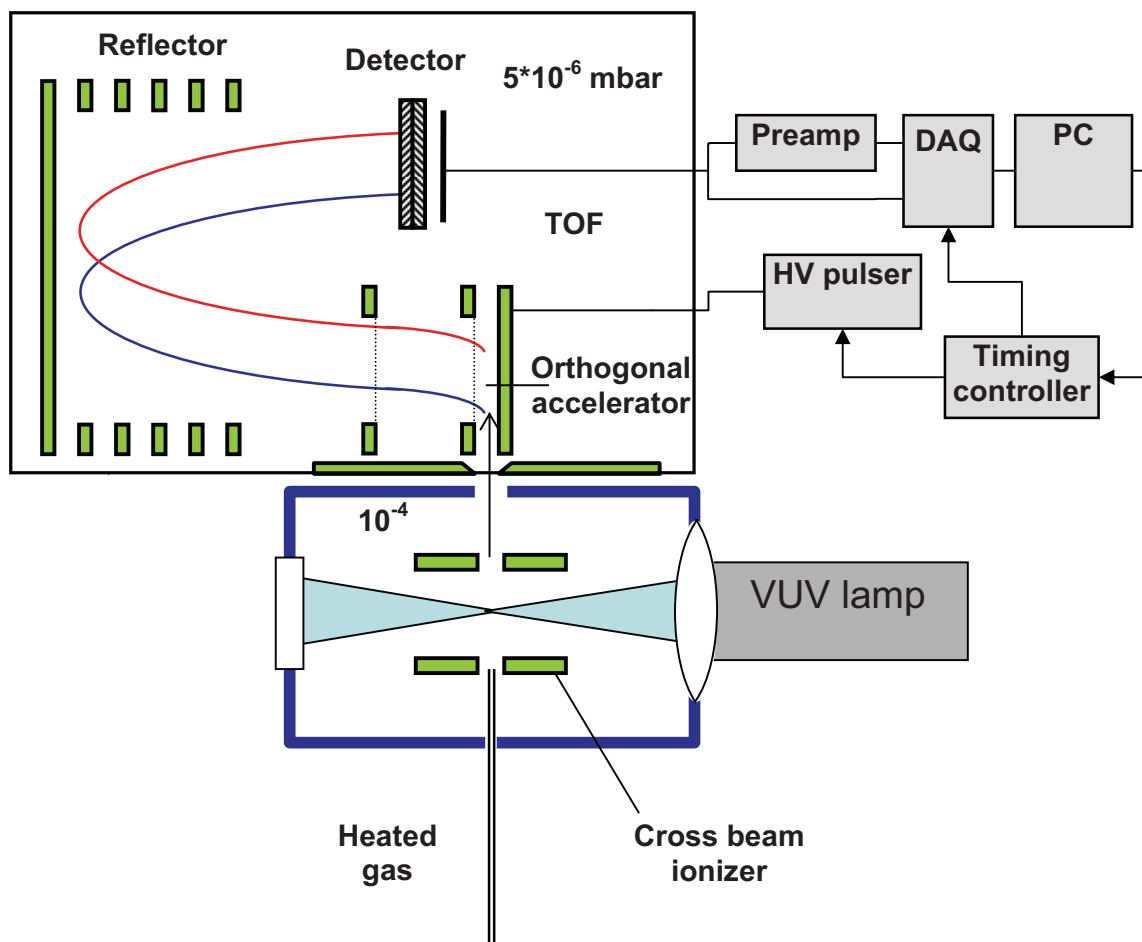 Reflector
Detector
5*10⁻⁶ mbar
Preamp
DAQ
PC
TOF
HV pulser
Timing
controller
Orthogonal
accelerator
10⁻⁴
VUV lamp
Heated
gas
Cross beam
ionizer